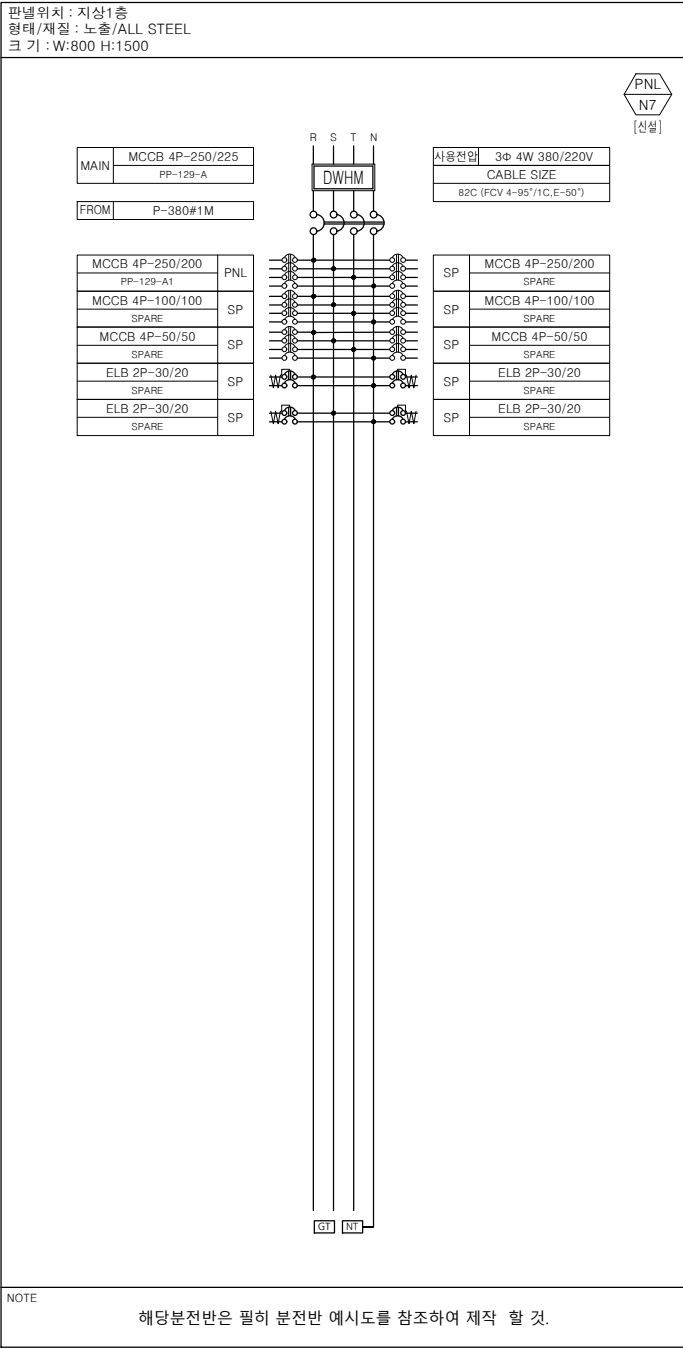 판넬위치 : 지상1층
형태/재질 : 노출/ALL STEEL
크 기 : W:800 H:1500
PNL
N7
[신설]
R S T N
MAIN MCCB 4P-250/225
PP-129-A
DWHM
사용전압 3Φ 4W 380/220V
CABLE SIZE
82C (FCV 4-95˚/1C,E-50˚)
FROM P-380#1M
MCCB 4P-250/200 PNL
PP-129-A1
MCCB 4P-100/100 SP
SPARE
MCCB 4P-50/50 SP
SPARE
ELB 2P-30/20 SP
SPARE
ELB 2P-30/20 SP
SPARE
SP MCCB 4P-250/200
SPARE
SP MCCB 4P-100/100
SPARE
SP MCCB 4P-50/50
SPARE
SP ELB 2P-30/20
SPARE
SP ELB 2P-30/20
SPARE
GT NT
NOTE
해당분전반은 필히 분전반 예시도를 참조하여 제작 할 것.